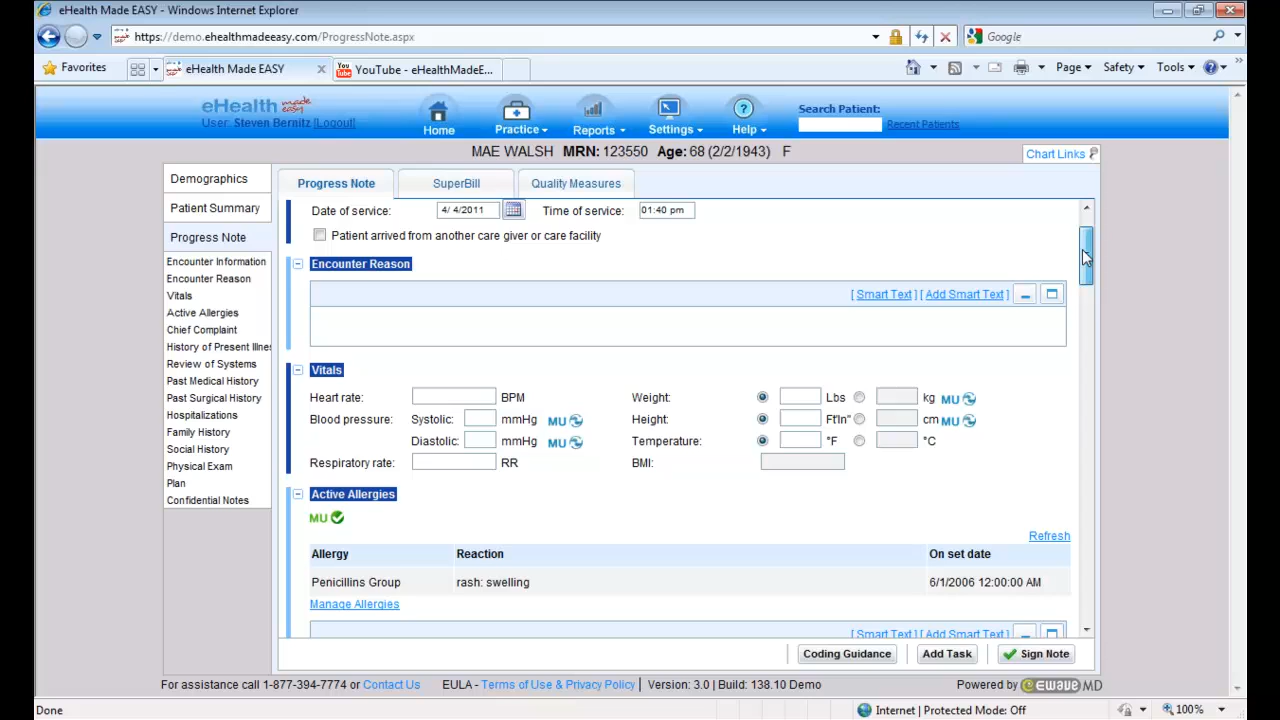 eHealth Made EASY - Windows Internet Explorer
https://demo.ehealthmadeeasy.com/ProgressNote.aspx
Google
Favorites
eHealth Made EASY
YouTube - eHealthMadeE...
Page
Safety
Tools
eHealth made easy
User: Steven Bernitz [Logout]
Home
Practice
Reports
Settings
Help
Search Patient:
Recent Patients
MAE WALSH MRN: 123550 Age: 68 (2/2/1943) F
Chart Links
Demographics
Patient Summary
Progress Note
Encounter Information
Encounter Reason
Vitals
Active Allergies
Chief Complaint
History of Present Illnes
Review of Systems
Past Medical History
Past Surgical History
Hospitalizations
Family History
Social History
Physical Exam
Plan
Confidential Notes
Progress Note
SuperBill
Quality Measures
Date of service: 4/ 4/2011 Time of service: 01:40 pm
Patient arrived from another care giver or care facility
Encounter Reason
[ Smart Text ] [ Add Smart Text ]
Vitals
Heart rate: BPM Weight: Lbs kg MU
Blood pressure: Systolic: mmHg MU Height: Ft'In" cm MU
Diastolic: mmHg MU Temperature: °F °C
Respiratory rate: RR BMI:
Active Allergies
MU
Refresh
Allergy Reaction On set date
Penicillins Group rash: swelling 6/1/2006 12:00:00 AM
Manage Allergies
[ Smart Text ] [ Add Smart Text ]
Coding Guidance
Add Task
Sign Note
For assistance call 1-877-394-7774 or Contact Us EULA - Terms of Use & Privacy Policy Version: 3.0 | Build: 138.10 Demo Powered by eWAVE MD
Done
Internet | Protected Mode: Off
100%